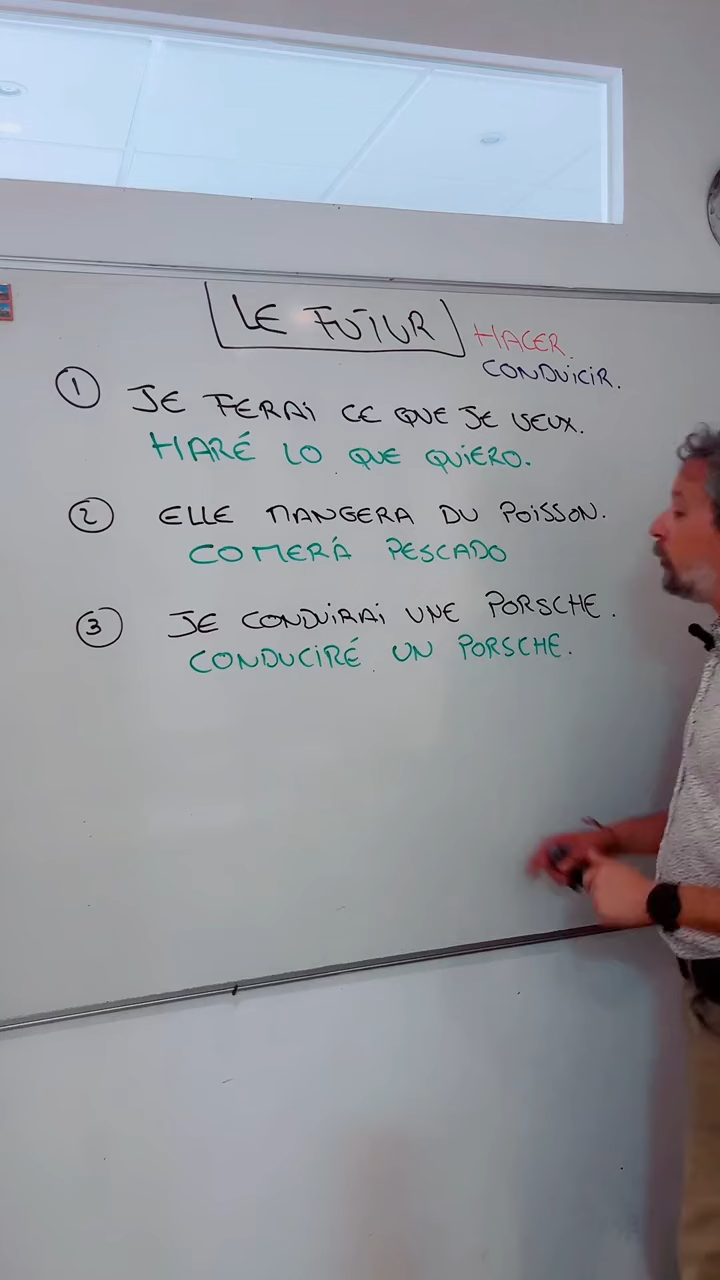 LE FUTUR
HACER.
CONDUICIR.
1 JE FERAI CE QUE JE VEUX.
HARÉ LO QUE QUIERO.
2 ELLE MANGERA DU POISSON.
COMERÁ PESCADO
3 JE CONDUIRAI UNE PORSCHE.
CONDUCIRÉ UN PORSCHE.